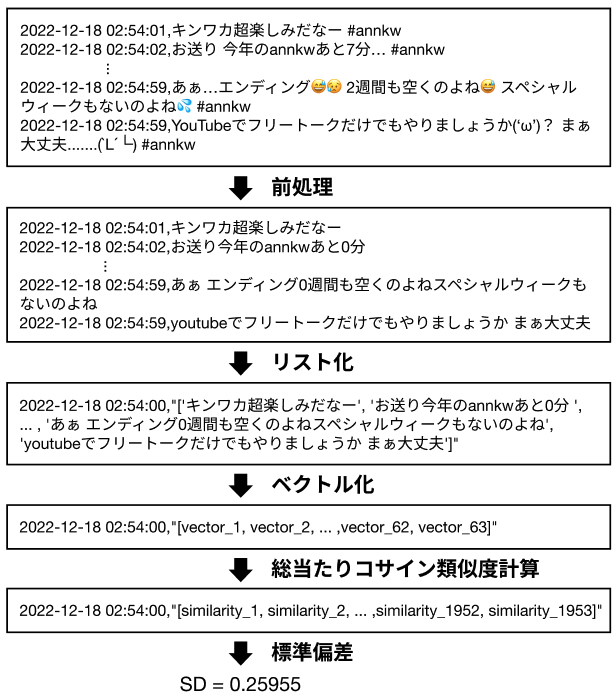 2022-12-18 02:54:01,キンワカ超楽しみだなー #annkw
2022-12-18 02:54:02,お送り 今年のannkwあと7分… #annkw
⋮
2022-12-18 02:54:59,あぁ…エンディング😅😥 2週間も空くのよね😅 スペシャル
ウィークもないのよね💦 #annkw
2022-12-18 02:54:59,YouTubeでフリートークだけでもやりましょうか(‘ω’)？ まぁ
大丈夫.......(`L´└) #annkw
前処理
2022-12-18 02:54:01,キンワカ超楽しみだなー
2022-12-18 02:54:02,お送り今年のannkwあと0分
⋮
2022-12-18 02:54:59,あぁ エンディング0週間も空くのよねスペシャルウィークも
ないのよね
2022-12-18 02:54:59,youtubeでフリートークだけでもやりましょうか まぁ大丈夫
リスト化
2022-12-18 02:54:00,"['キンワカ超楽しみだなー', 'お送り今年のannkwあと0分 ',
... , 'あぁ エンディング0週間も空くのよねスペシャルウィークもないのよね',
'youtubeでフリートークだけでもやりましょうか まぁ大丈夫']"
ベクトル化
2022-12-18 02:54:00,"[vector_1, vector_2, ... ,vector_62, vector_63]"
総当たりコサイン類似度計算
2022-12-18 02:54:00,"[similarity_1, similarity_2, ... ,similarity_1952, similarity_1953]"
標準偏差
SD = 0.25955